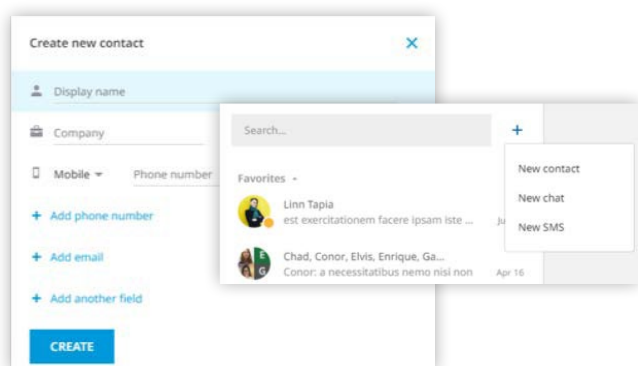 Create new contact
Display name
Company
Mobile
Phone number
+ Add phone number
+ Add email
+ Add another field
CREATE
Search...
Favorites
Linn Tapia
est exercitationem facere ipsam iste ...
Chad, Conor, Elvis, Enrique, Ga...
Conor: a necessitatibus nemo nisi non
Apr 16
E
G
New contact
New chat
New SMS